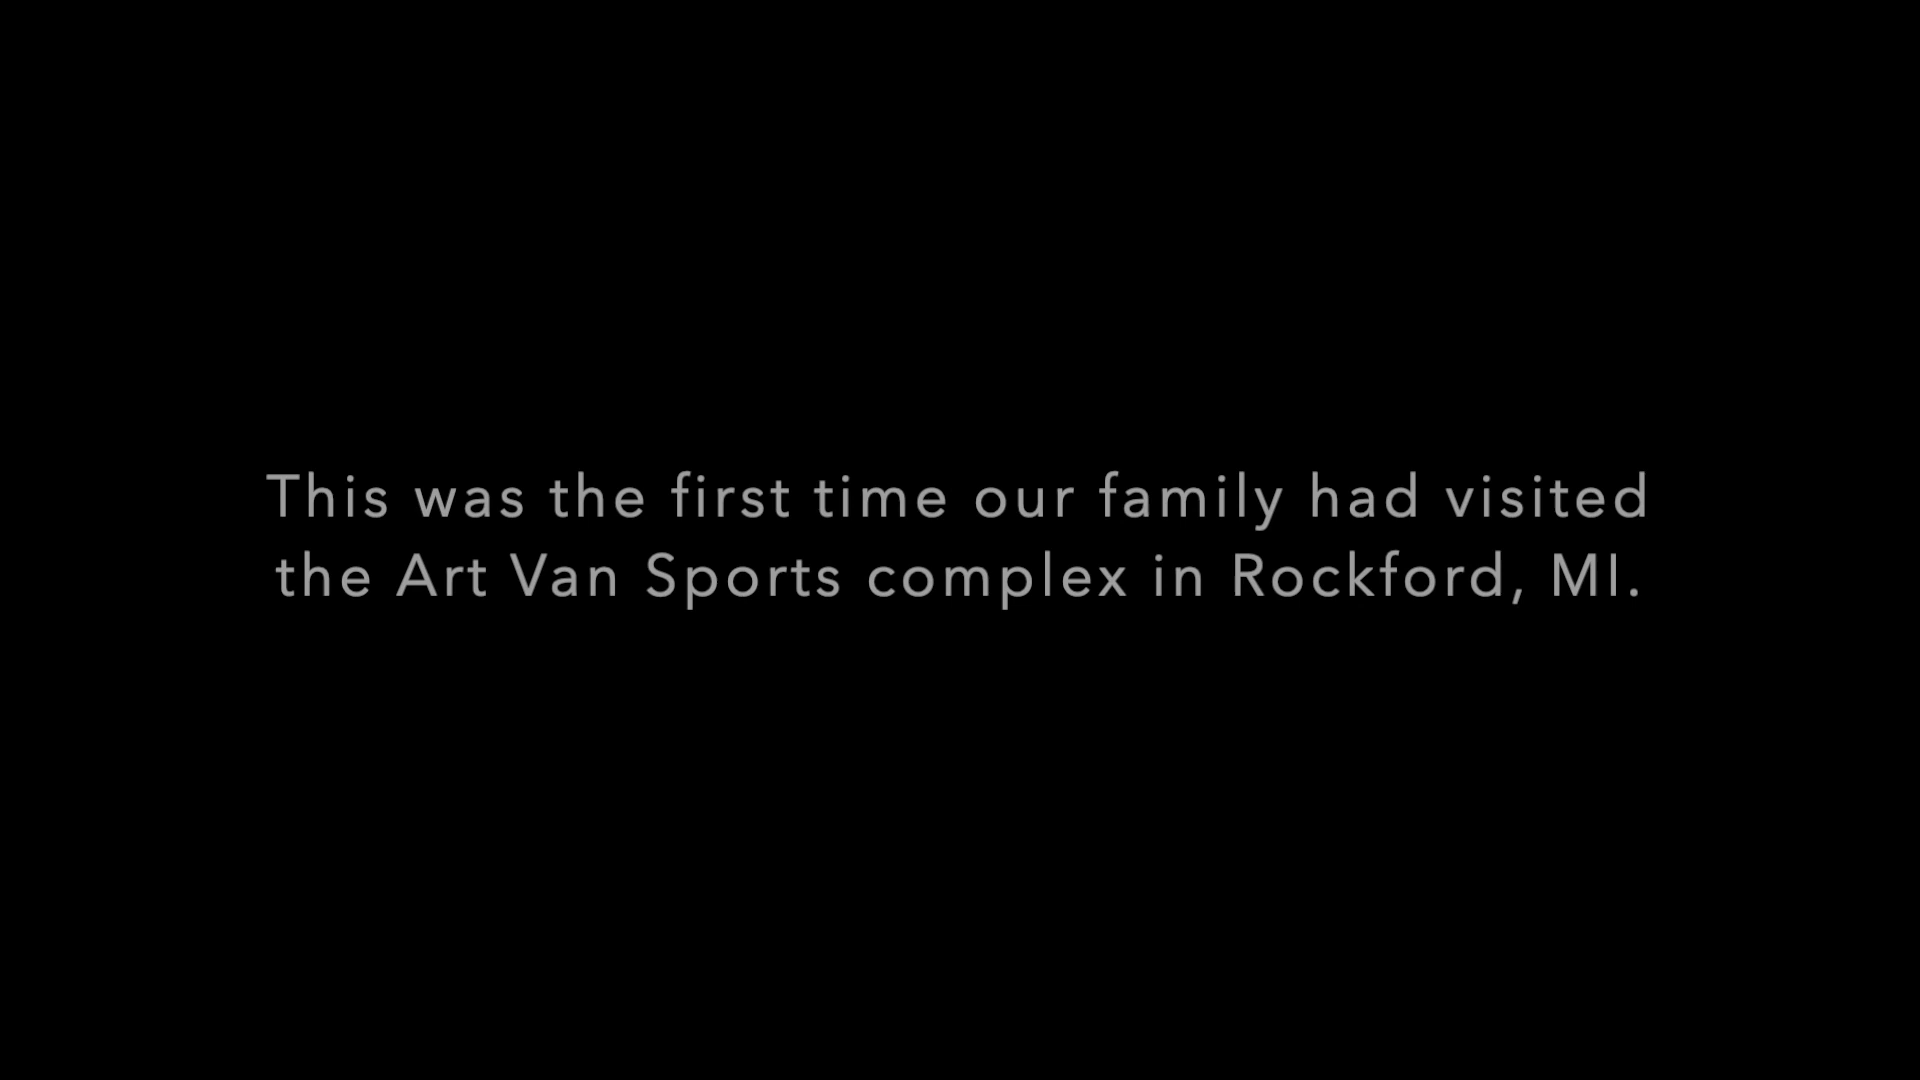 This was the first time our family had visited
the Art Van Sports complex in Rockford, MI.